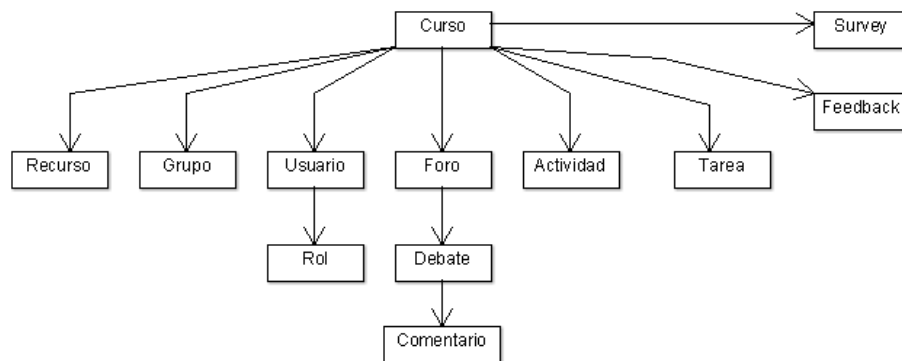 Curso
Survey
Feedback
Recurso
Grupo
Usuario
Foro
Actividad
Tarea
Rol
Debate
Comentario